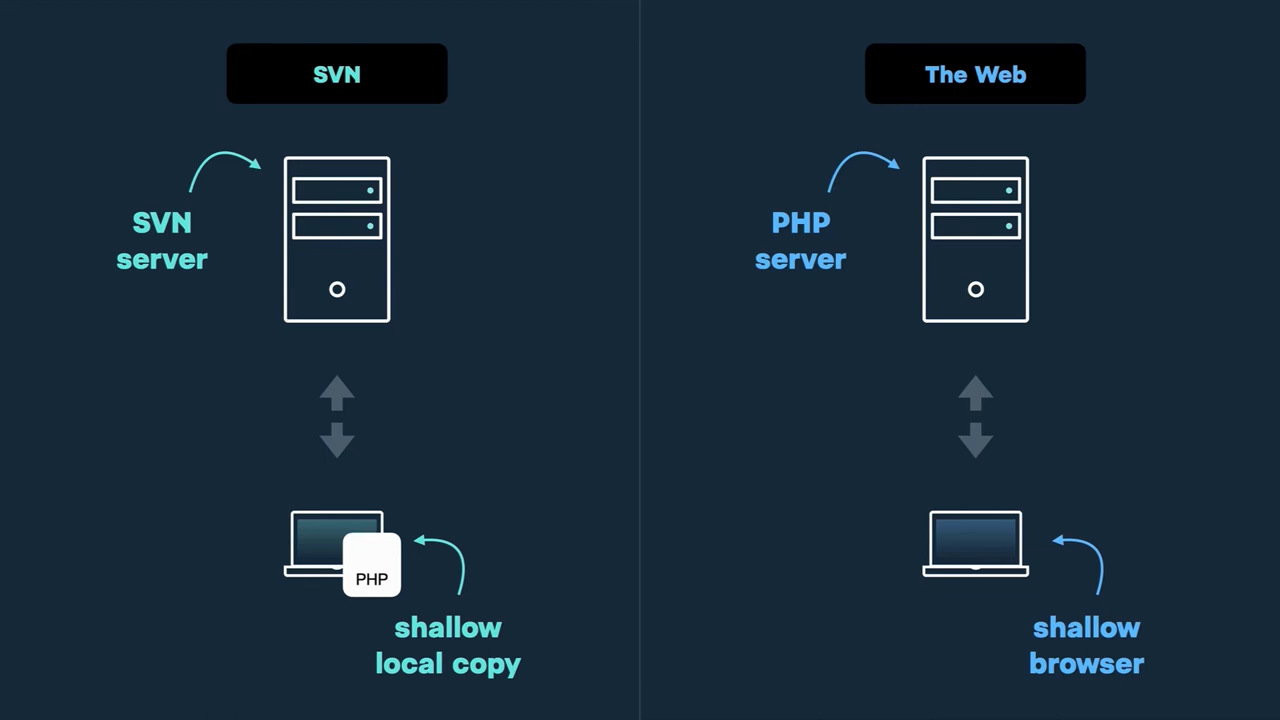 SVN
SVN
server
PHP
shallow
local copy
The Web
PHP
server
shallow
browser